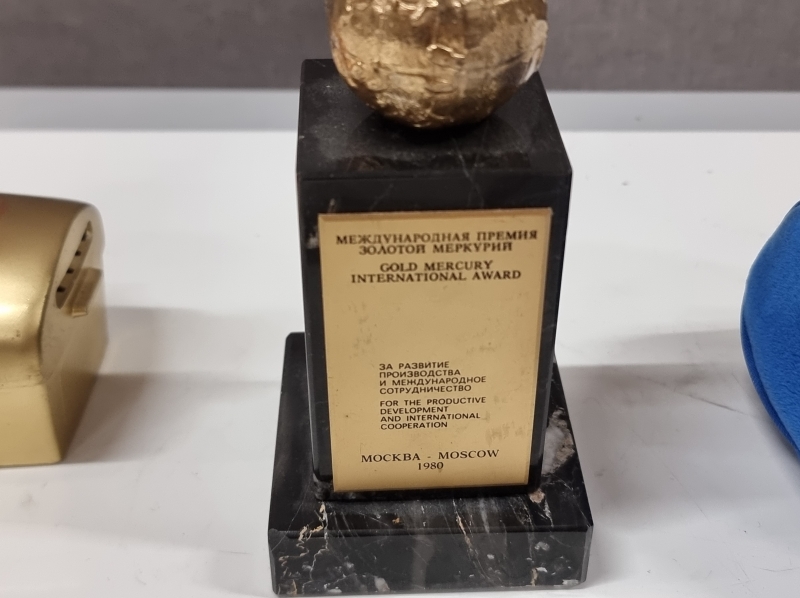 МЕЖДУНАРОДНАЯ ПРЕМИЯ
ЗОЛОТОЙ МЕРКУРИЙ
GOLD MERCURY
INTERNATIONAL AWARD
ЗА РАЗВИТИЕ
ПРОИЗВОДСТВА
И МЕЖДУНАРОДНОЕ
СОТРУДНИЧЕСТВО
FOR THE PRODUCTIVE
DEVELOPMENT
AND INTERNATIONAL
COOPERATION
МОСКВА - MOSCOW
1980